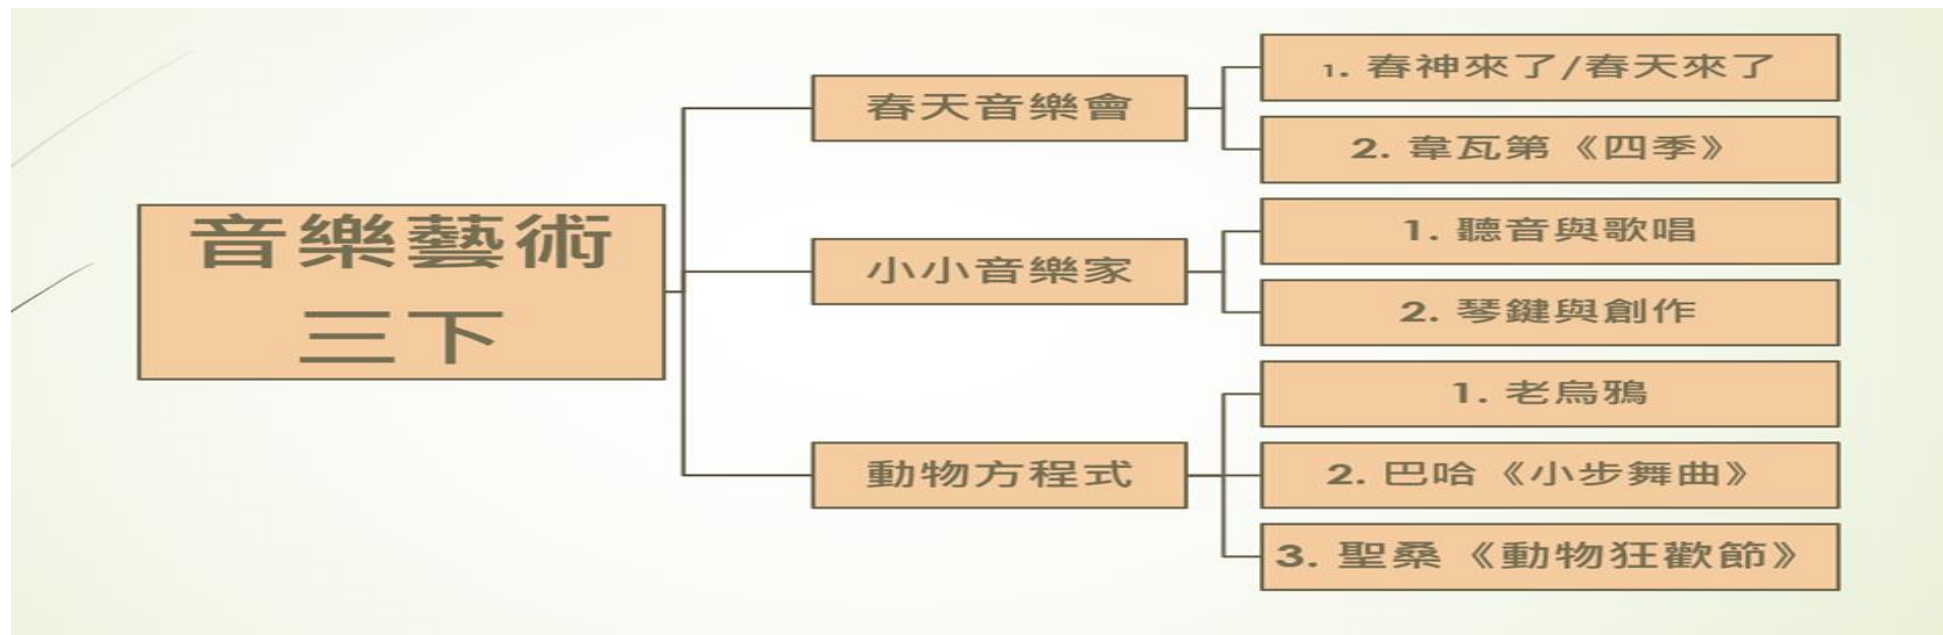 音樂藝術
三下
春天音樂會
1. 春神來了/春天來了
2. 韋瓦第《四季》
小小音樂家
1. 聽音與歌唱
2. 琴鍵與創作
動物方程式
1. 老烏鴉
2. 巴哈《小步舞曲》
3. 聖桑《動物狂歡節》